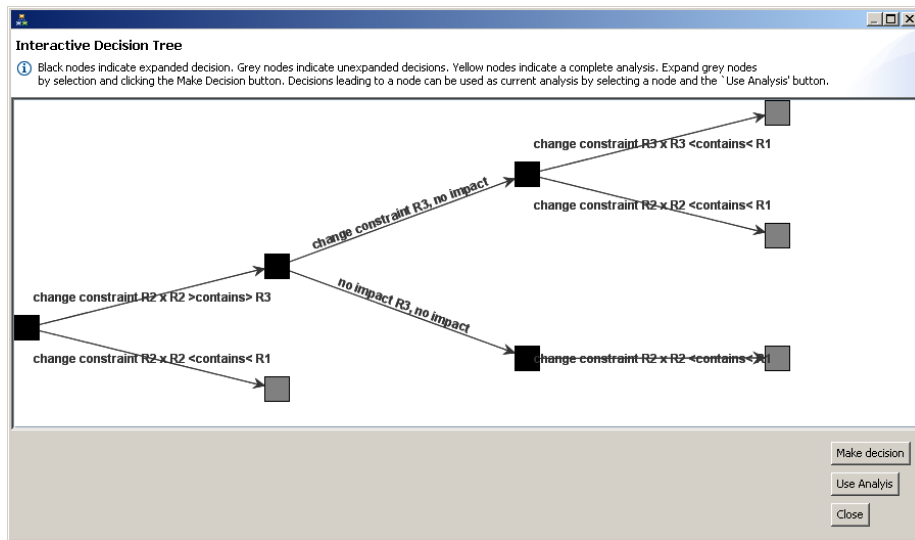 Interactive Decision Tree
Black nodes indicate expanded decision. Grey nodes indicate unexpanded decisions. Yellow nodes indicate a complete analysis. Expand grey nodes
by selection and clicking the Make Decision button. Decisions leading to a node can be used as current analysis by selecting a node and the `Use Analysis' button.
change constraint R3 x R3 <contains< R1
change constraint R3, no impact
change constraint R2 x R2 <contains< R1
change constraint R2 x R2 >contains> R3
no impact R3, no impact
change constraint R2 x R2 <contains< R1
change constraint R2 x R2 <contains< R1
Make decision
Use Analyis
Close